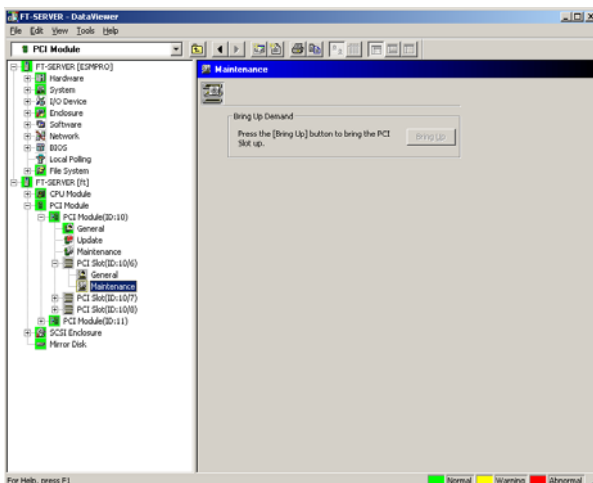 FT-SERVER - DataViewer
File Edit View Tools Help
PCI Module
FT-SERVER [ESMPRO]
Hardware
System
I/O Device
Enclosure
Software
Network
BIOS
Local Polling
File System
FT-SERVER [ft]
CPU Module
PCI Module
PCI Module(ID:10)
General
Update
Maintenance
PCI Slot(ID:10/6)
General
Maintenance
PCI Slot(ID:10/7)
PCI Slot(ID:10/8)
PCI Module(ID:11)
SCSI Enclosure
Mirror Disk
Maintenance
Bring Up Demand
Press the [Bring Up] button to bring the PCI
Slot up.
Bring Up
For Help, press F1
Normal Warning Abnormal